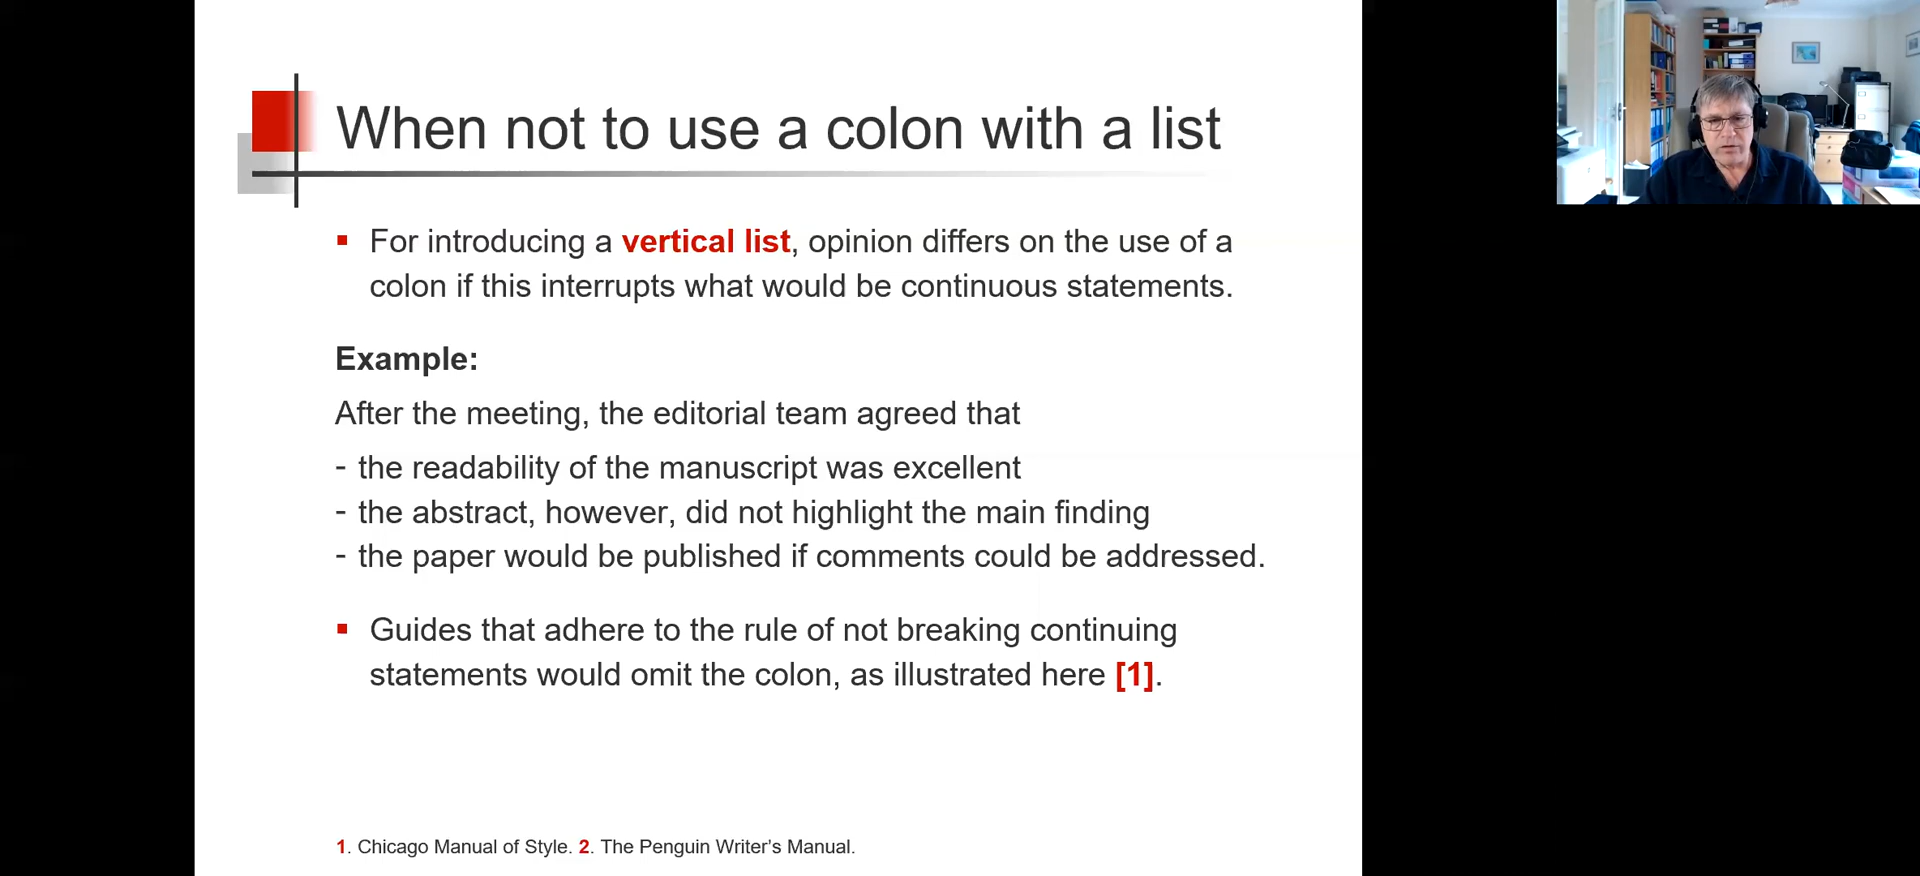 When not to use a colon with a list
▪ For introducing a vertical list, opinion differs on the use of a
colon if this interrupts what would be continuous statements.
Example:
After the meeting, the editorial team agreed that
- the readability of the manuscript was excellent
- the abstract, however, did not highlight the main finding
- the paper would be published if comments could be addressed.
▪ Guides that adhere to the rule of not breaking continuing
statements would omit the colon, as illustrated here [1].
1. Chicago Manual of Style. 2. The Penguin Writer’s Manual.